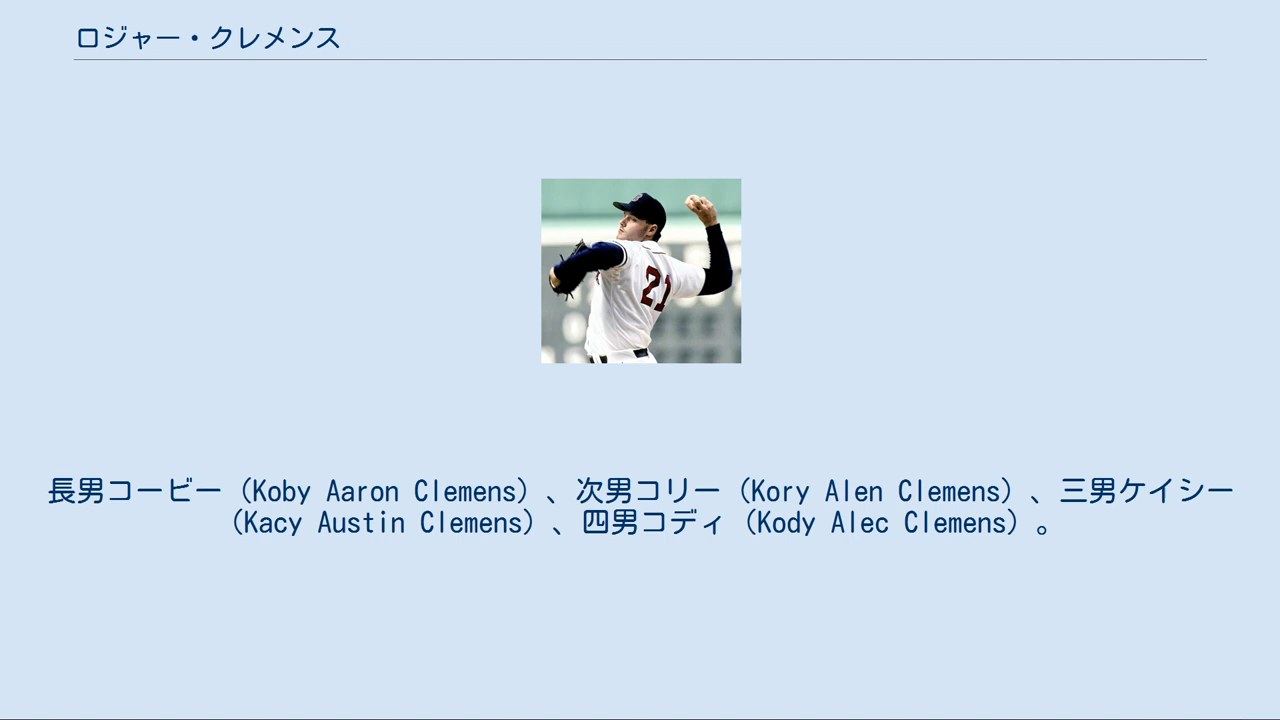 ロジャー・クレメンス
21
長男コービー（Koby Aaron Clemens）、次男コリー（Kory Alen Clemens）、三男ケイシー
（Kacy Austin Clemens）、四男コディ（Kody Alec Clemens）。